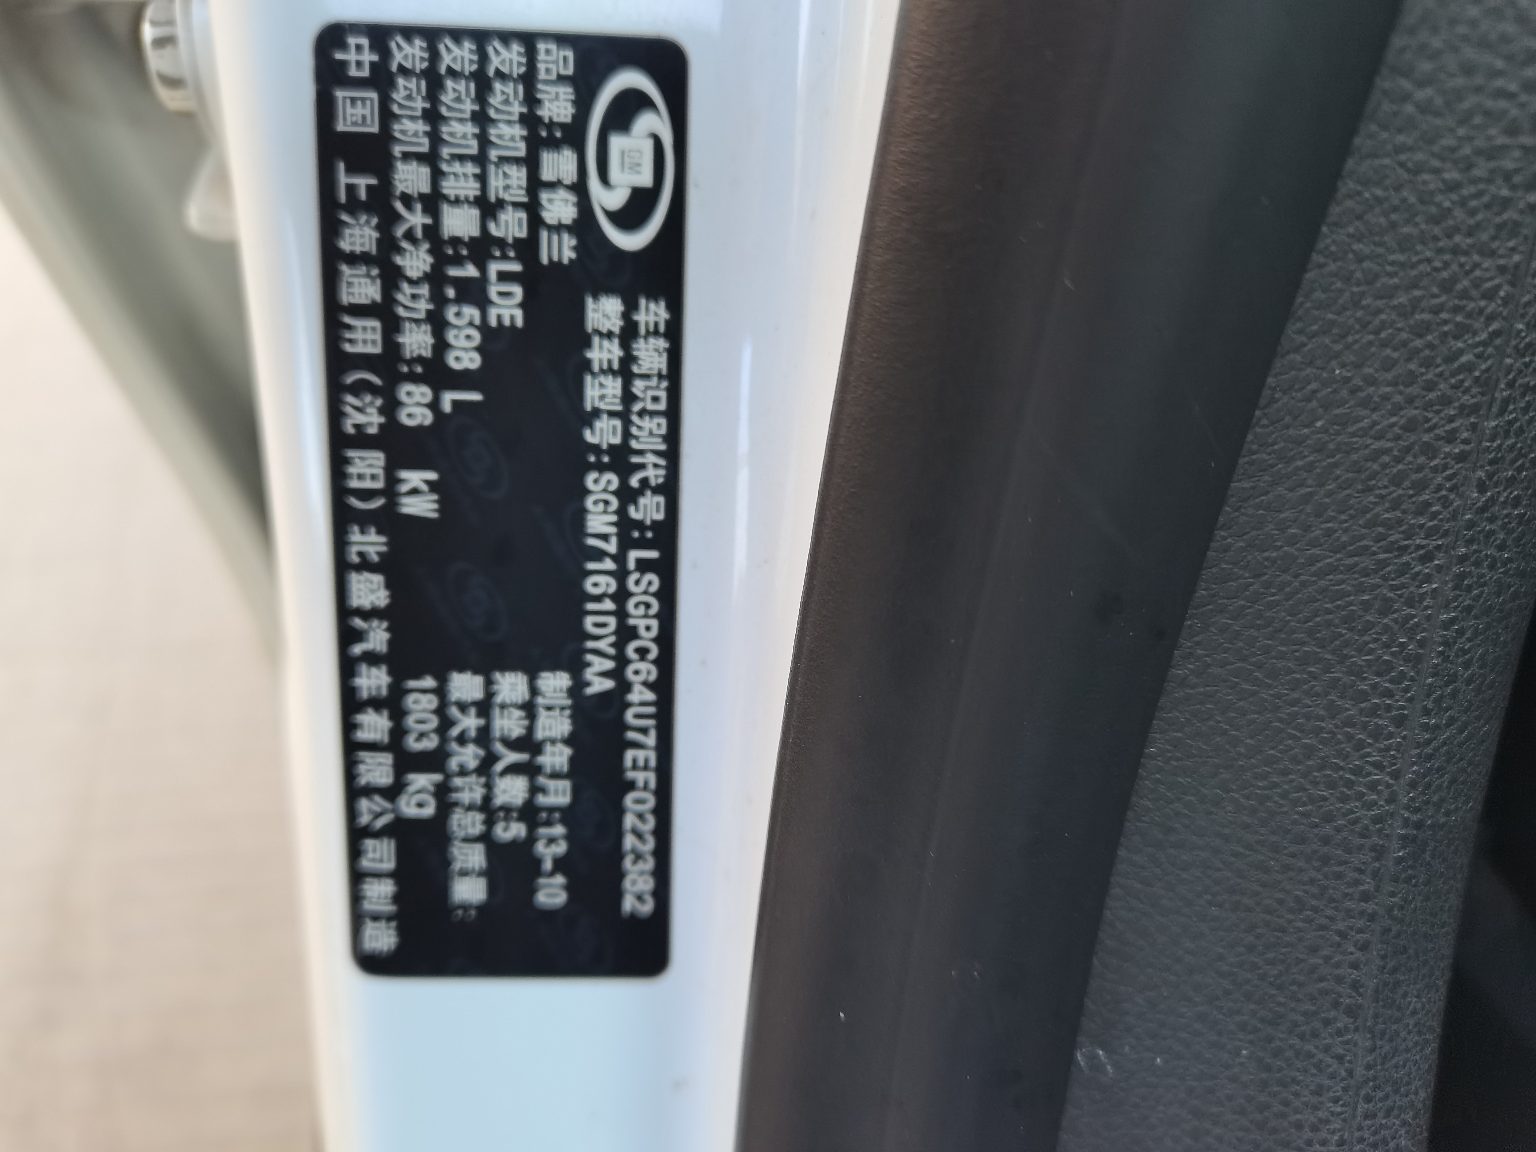 GM
车辆识别代号:LSGPC64U7EF022382
整车型号:SGM7161DYAA
品牌:雪佛兰
制造年月:13-10
发动机型号:LDE
乘坐人数:5
发动机排量:1.598 L
最大允许总质量:
发动机最大净功率:86 kW
1803 kg
中国 上海通用(沈阳)北盛汽车有限公司制造